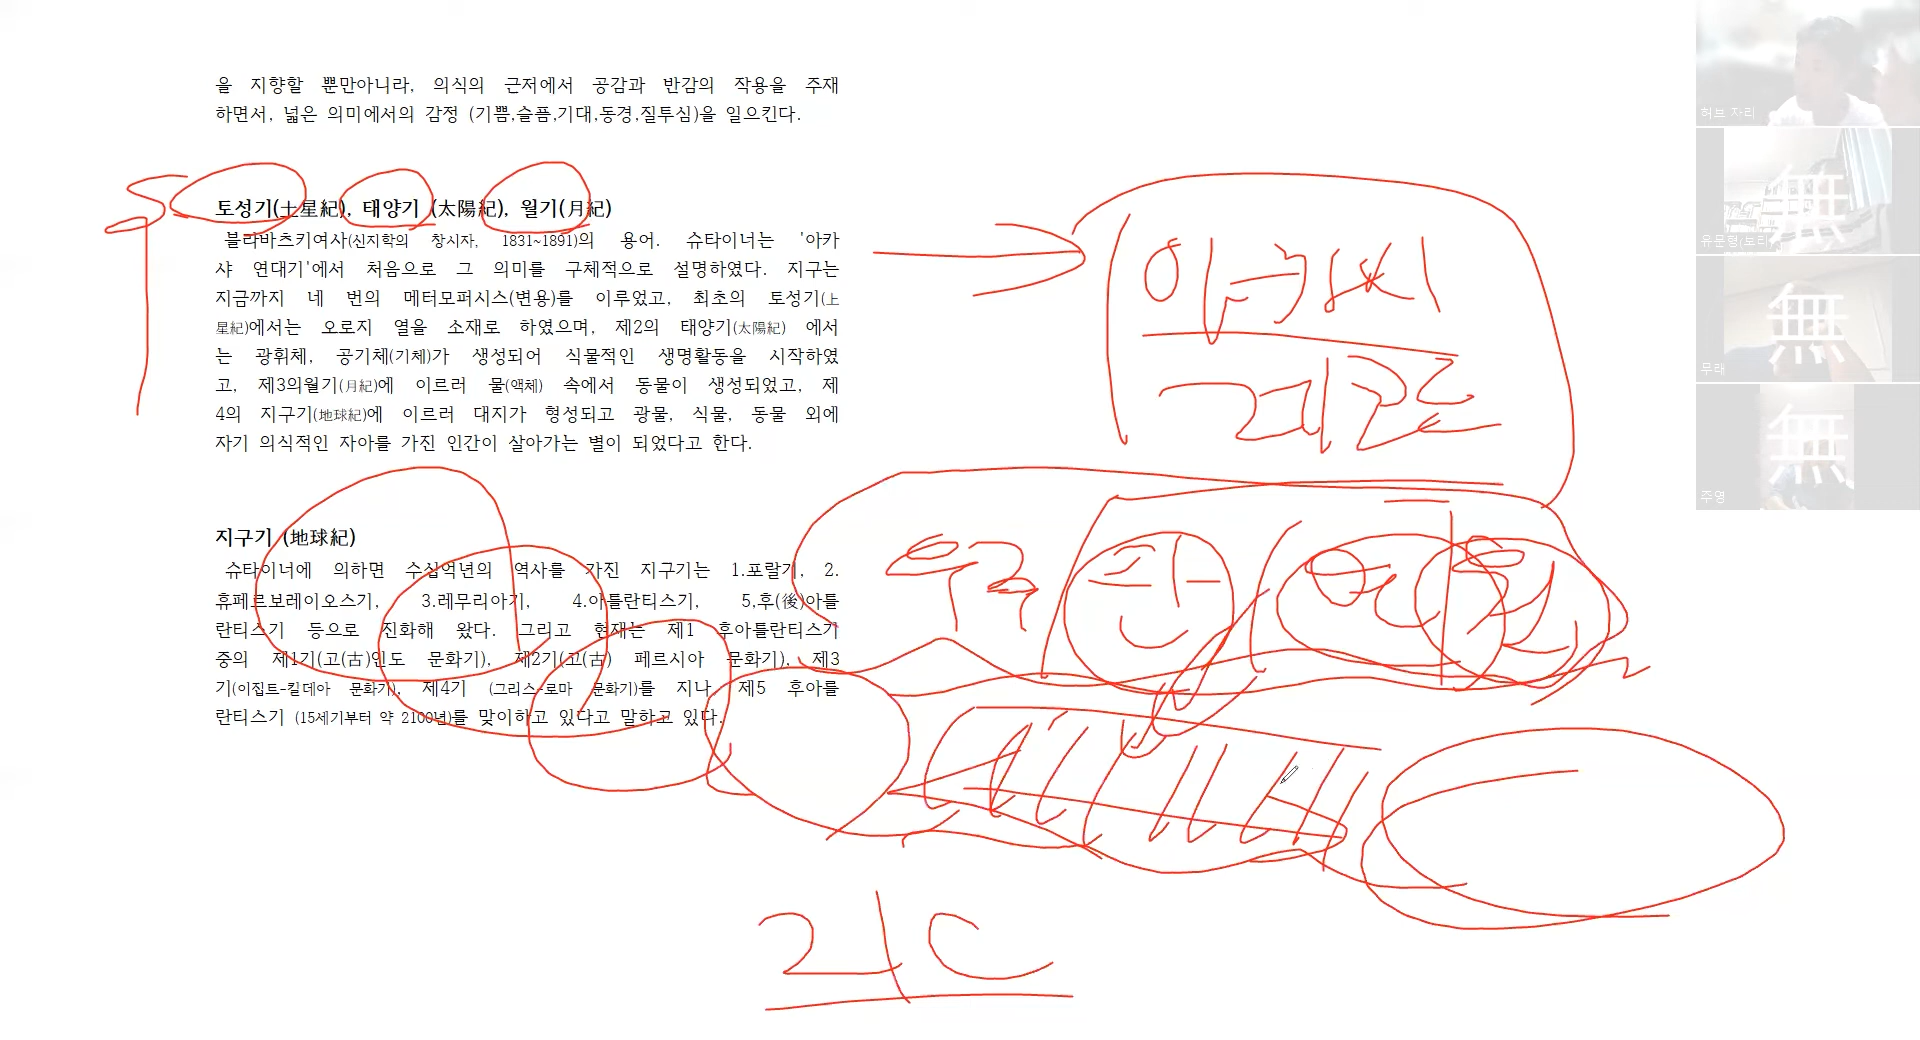 을 지향할 뿐만아니라, 의식의 근저에서 공감과 반감의 작용을 주재
하면서, 넓은 의미에서의 감정 (기쁨,슬픔,기대,동경,질투심)을 일으킨다.
토성기(土星紀), 태양기 (太陽紀), 월기(月紀)
블라바츠키여사(신지학의 창시자, 1831~1891)의 용어. 슈타이너는 '아카
샤 연대기'에서 처음으로 그 의미를 구체적으로 설명하였다. 지구는
지금까지 네 번의 메터모퍼시스(변용)를 이루었고, 최초의 토성기(上
星紀)에서는 오로지 열을 소재로 하였으며, 제2의 태양기(太陽紀) 에서
는 광휘체, 공기체(기체)가 생성되어 식물적인 생명활동을 시작하였
고, 제3의월기(月紀)에 이르러 물(액체) 속에서 동물이 생성되었고, 제
4의 지구기(地球紀)에 이르러 대지가 형성되고 광물, 식물, 동물 외에
자기 의식적인 자아를 가진 인간이 살아가는 별이 되었다고 한다.
지구기 (地球紀)
슈타이너에 의하면 수십억년의 역사를 가진 지구기는 1.포랄기, 2.
휴페르보레이오스기, 3.레무리아기, 4.아틀란티스기, 5,후(後)아틀
란티스기 등으로 진화해 왔다. 그리고 현재는 제1 후아틀란티스기
중의 제1기(고(古)인도 문화기), 제2기(고(古) 페르시아 문화기), 제3
기(이집트-킬데아 문화기), 제4기 (그리스-로마 문화기)를 지나 제5 후아틀
란티스기 (15세기부터 약 2100년)를 맞이하고 있다고 말하고 있다.
21C
허브 자리
無
유문형(보리)
無
무래
無
주영